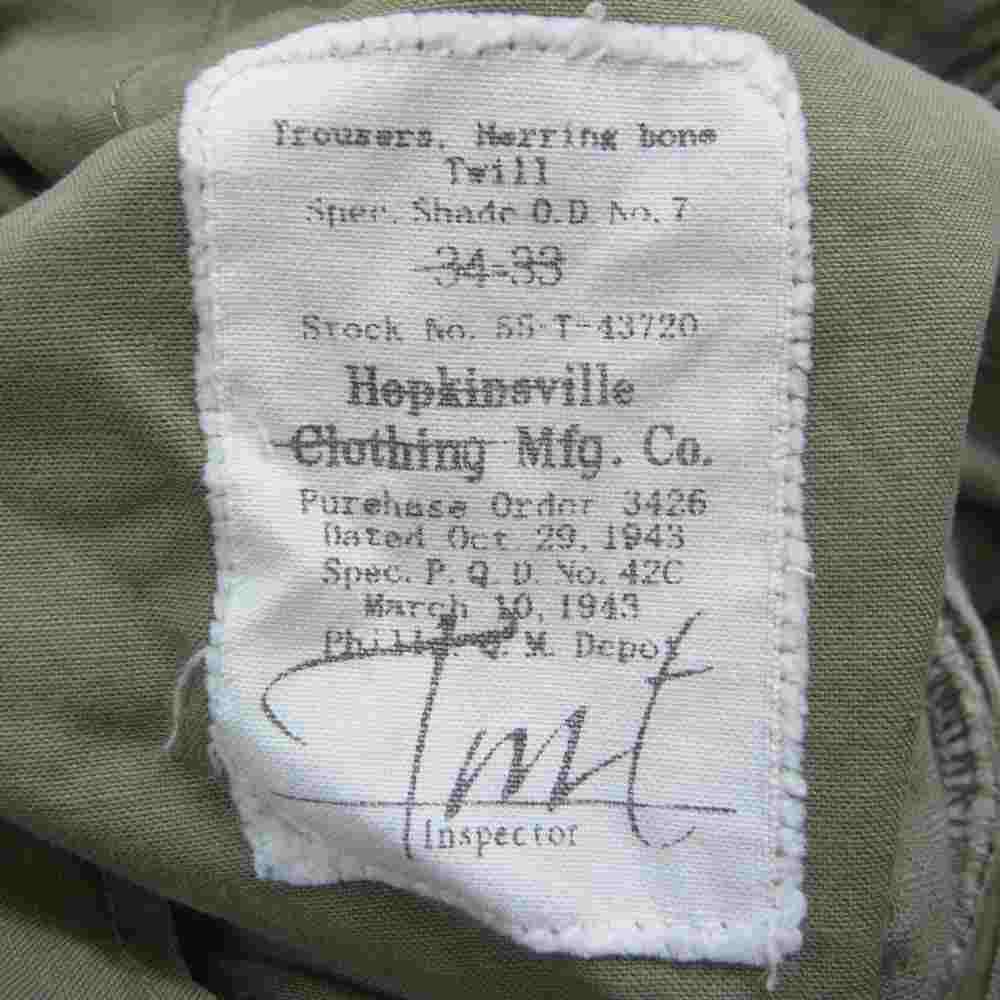 Trousers, Herring bone
Twill
Spec. Shade O.D No. 7
34-33
Stock No. 55-T-43720
Hopkinsville
Clothing Mfg. Co.
Purchase Order 3426
Dated Oct 29, 1943
Spec. P. Q. D. No. 42C
March 10, 1943
Phila. Q. M. Depot
Inspector